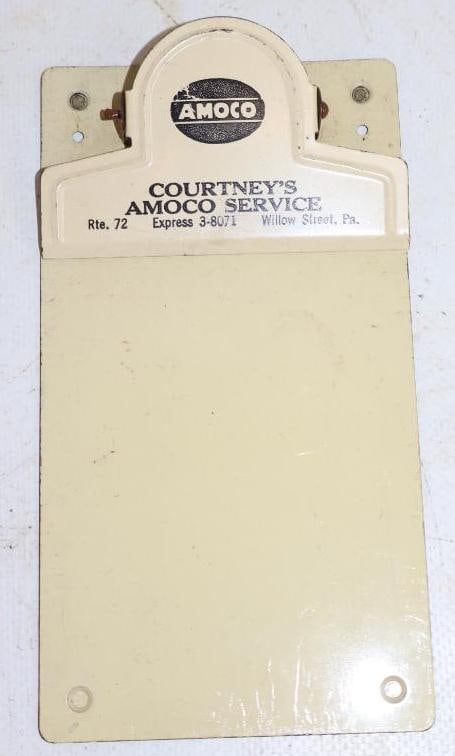 AMOCO
COURTNEY'S
AMOCO SERVICE
Rte. 72 Express 3-8071 Willow Street, Pa.